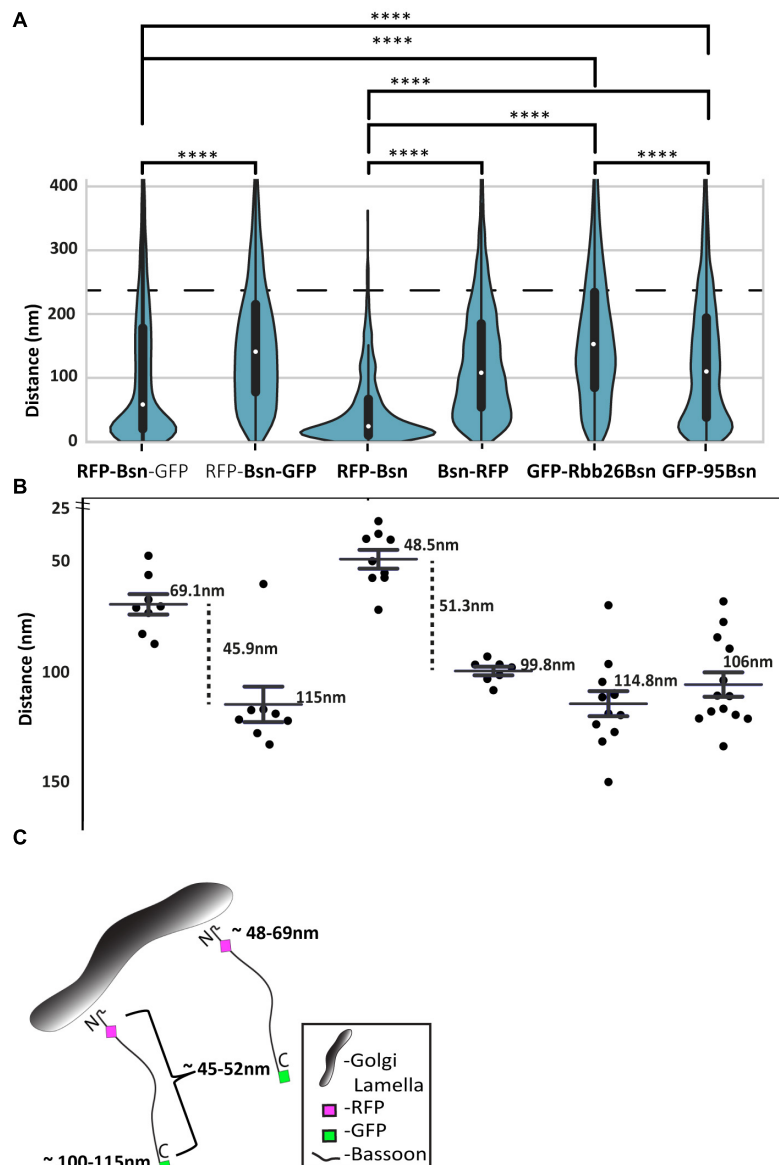 A
****
****
****
****
**** **** ****
400
300
200
100
0
Distance (nm)
RFP-Bsn-GFP RFP-Bsn-GFP RFP-Bsn Bsn-RFP GFP-Rbb26Bsn GFP-95Bsn
B
25
50
100
150
Distance (nm)
69.1nm
45.9nm
115nm
48.5nm
51.3nm
99.8nm
114.8nm
106nm
C
N
~ 48-69nm
N
~ 45-52nm
C
C
~ 100-115nm
-Golgi
Lamella
-RFP
-GFP
-Bassoon